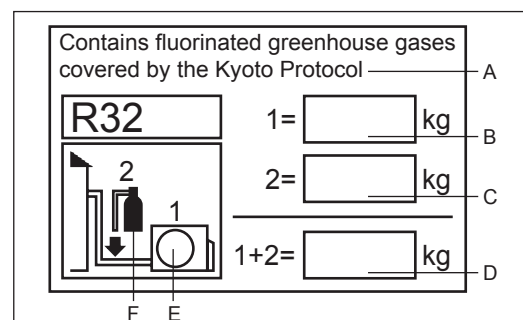 Contains fluorinated greenhouse gases
covered by the Kyoto Protocol
A
R32
1= kg
B
2
1
2= kg
C
1+2= kg
D
F E